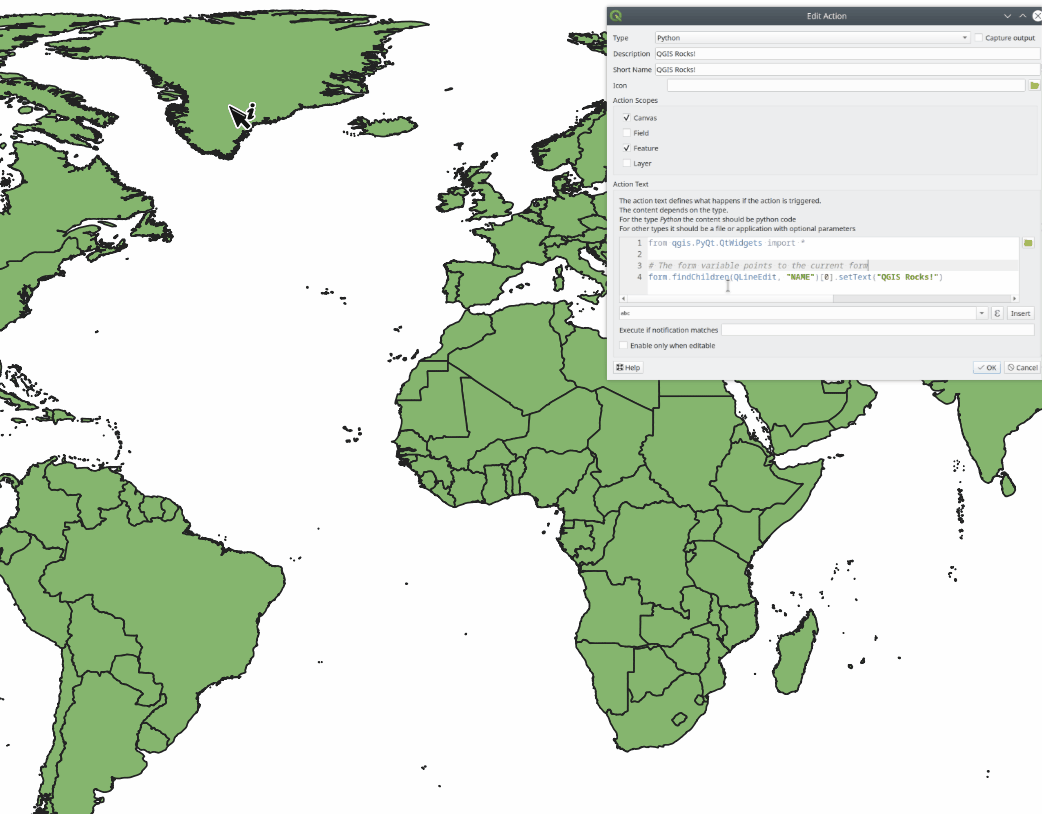 Edit Action
Type Python Capture output
Description QGIS Rocks!
Short Name QGIS Rocks!
Icon
Action Scopes
Canvas
Field
Feature
Layer
Action Text
The action text defines what happens if the action is triggered.
The content depends on the type.
For the type Python the content should be python code
For other types it should be a file or application with optional parameters
1 from qgis.PyQt.QtWidgets import *
2
3 # The form variable points to the current form
4 form.findChildren(QLineEdit, "NAME")[0].setText("QGIS Rocks!")
abc ε Insert
Execute if notification matches
Enable only when editable
Help OK Cancel